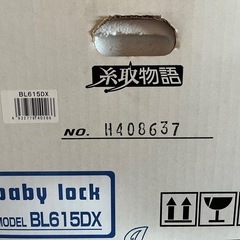 糸取物語
BL615DX
NO. H408637
baby lock
MODEL BL615DX